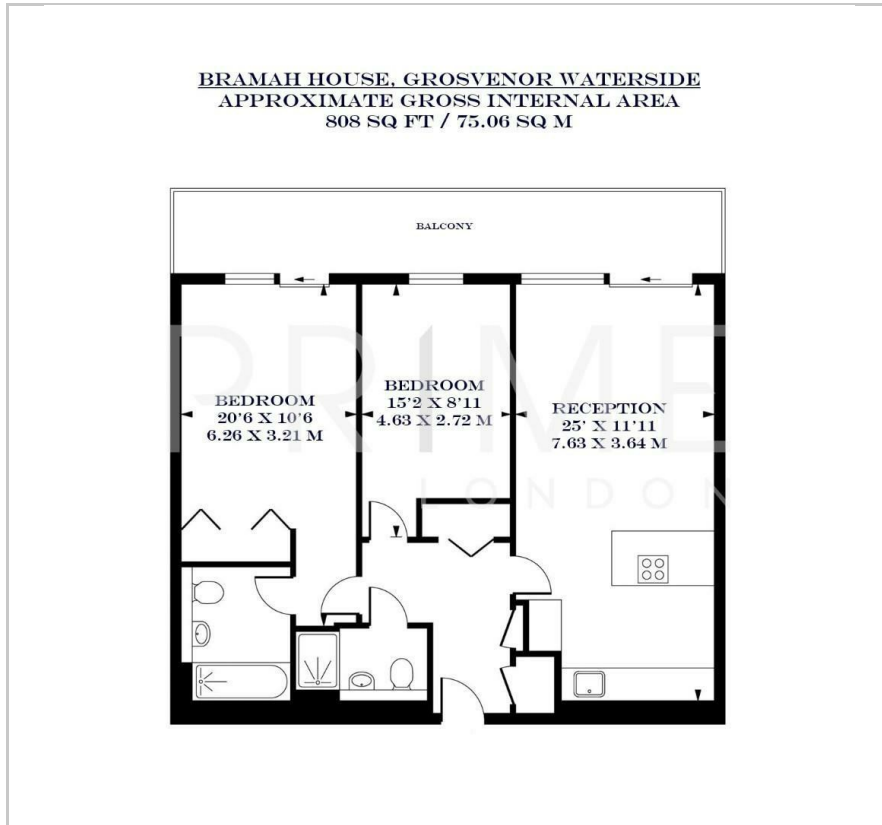 BRAMAH HOUSE, GROSVENOR WATERSIDE
APPROXIMATE GROSS INTERNAL AREA
808 SQ FT / 75.06 SQ M
BALCONY
PRIME
LONDON
BEDROOM
20'6 X 10'6
6.26 X 3.21 M
BEDROOM
15'2 X 8'11
4.63 X 2.72 M
RECEPTION
25' X 11'11
7.63 X 3.64 M